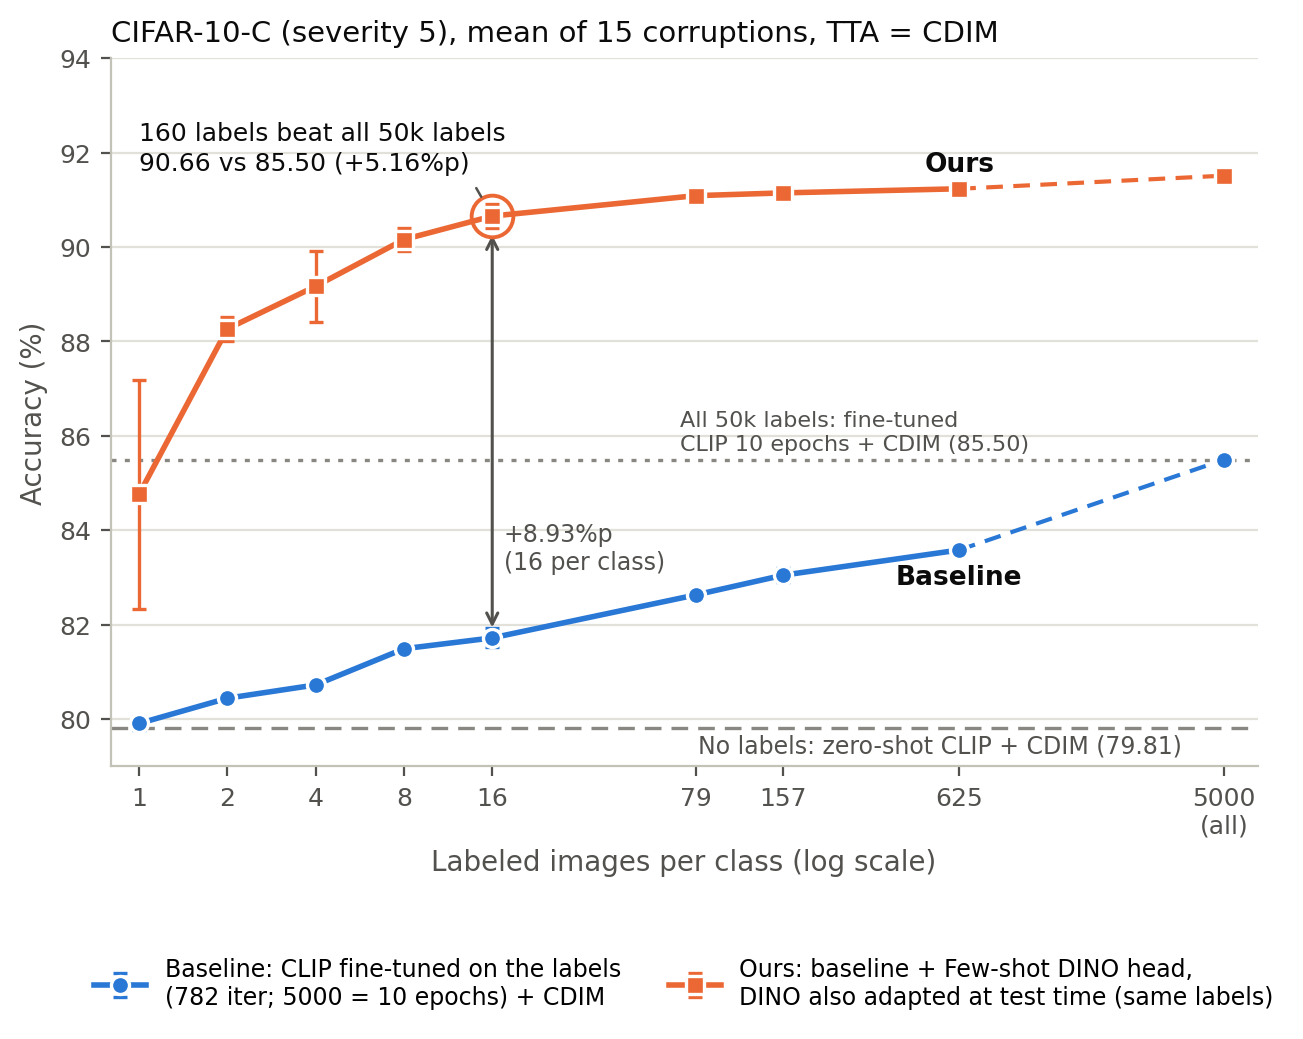 CIFAR-10-C (severity 5), mean of 15 corruptions, TTA = CDIM
94
92
90
88
86
84
82
80
Accuracy (%)
160 labels beat all 50k labels
90.66 vs 85.50 (+5.16%p)
Ours
All 50k labels: fine-tuned
CLIP 10 epochs + CDIM (85.50)
+8.93%p
(16 per class)
Baseline
No labels: zero-shot CLIP + CDIM (79.81)
1 2 4 8 16 79 157 625 5000
(all)
Labeled images per class (log scale)
Baseline: CLIP fine-tuned on the labels
(782 iter; 5000 = 10 epochs) + CDIM
Ours: baseline + Few-shot DINO head,
DINO also adapted at test time (same labels)